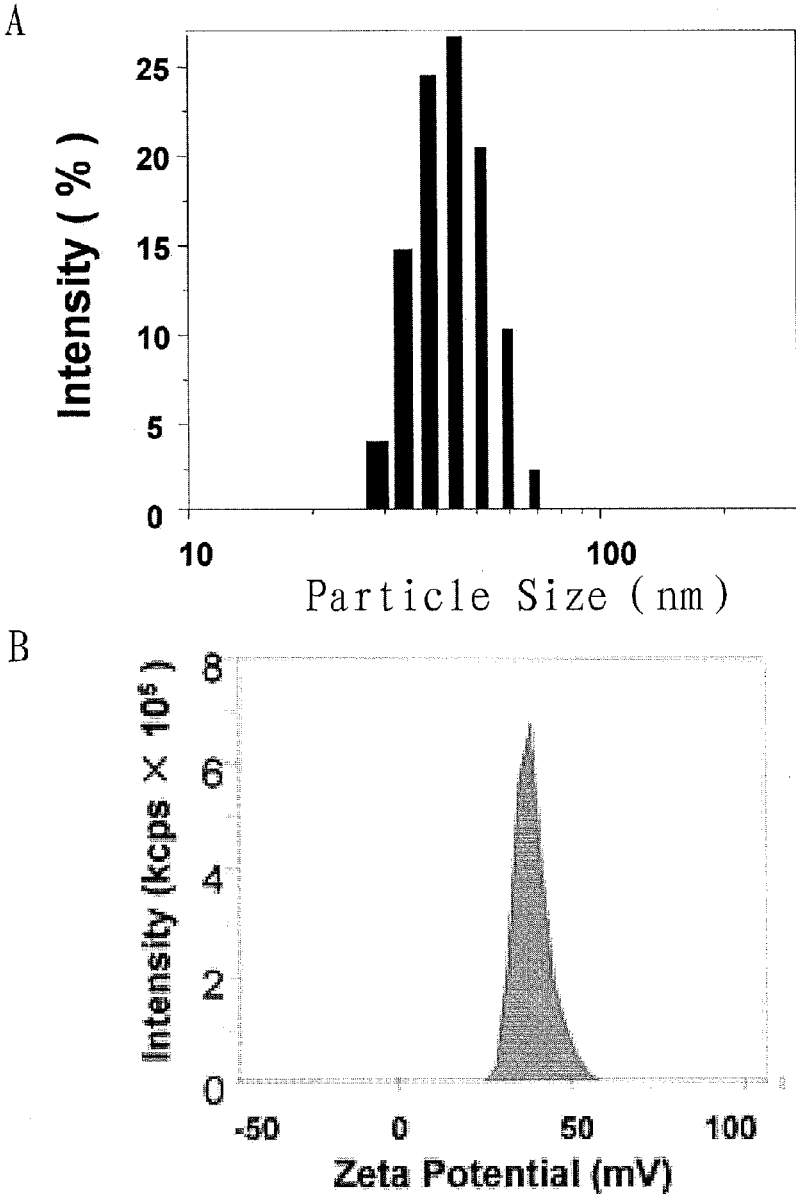 A
Intensity ( % )
25
20
15
10
5
0
10 100
Particle Size (nm)
B
Intensity (kcps × 10⁵)
8
6
4
2
0
-50 0 50 100
Zeta Potential (mV)